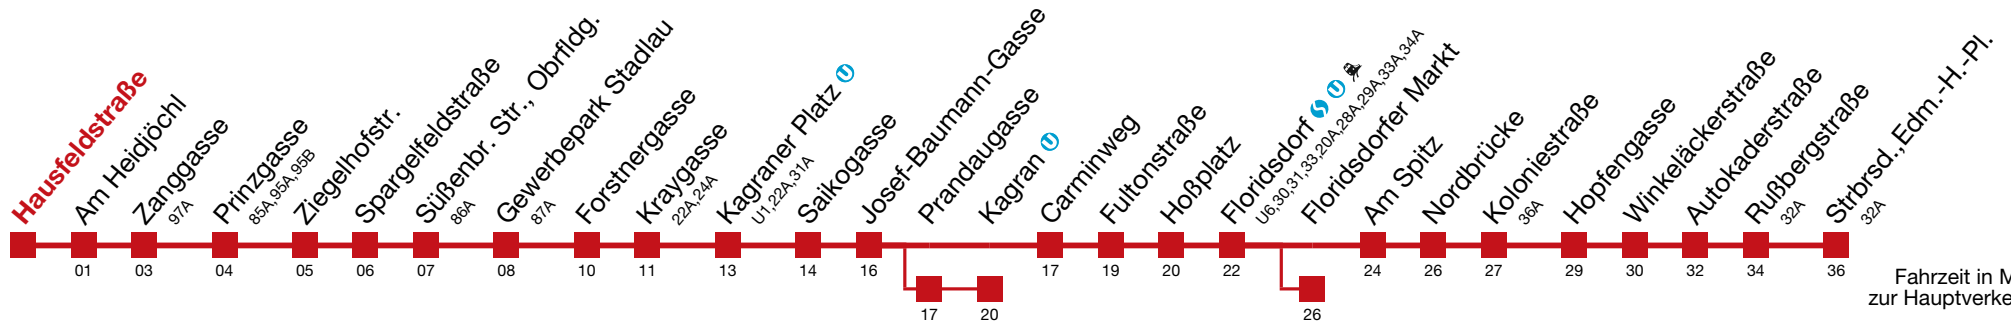 Hausfeldstraße
Am Heidjöchl
Zanggasse
97A
Prinzgasse
85A,95A,95B
Ziegelhofstr.
Spargelfeldstraße
Süßenbr. Str., Obrfldg.
86A
Gewerbepark Stadlau
87A
Forstnergasse
Kraygasse
22A,24A
Kagraner Platz U
U1,22A,31A
Saikogasse
Josef-Baumann-Gasse
Prandaugasse
Kagran U
Carminweg
Fultonstraße
Hoßplatz
Floridsdorf S U
U6,30,31,33,20A,28A,29A,33A,34A
Floridsdorfer Markt
Am Spitz
Nordbrücke
Koloniestraße
36A
Hopfengasse
Winkeläckerstraße
Autokaderstraße
Rußbergstraße
32A
Strbrsd.,Edm.-H.-Pl.
32A
01 03 04 05 06 07 08 10 11 13 14 16 17 19 20 22 24 26 27 29 30 32 34 36
17 20 26
Fahrzeit in M
zur Hauptverke